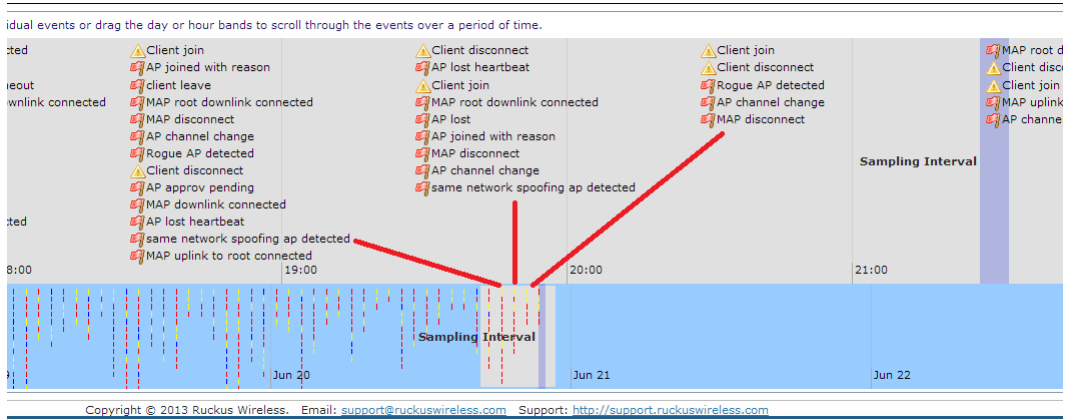 idual events or drag the day or hour bands to scroll through the events over a period of time.
cted
eout
ownlink connected
cted
Client join
AP joined with reason
client leave
MAP root downlink connected
MAP disconnect
AP channel change
Rogue AP detected
Client disconnect
AP approv pending
MAP downlink connected
AP lost heartbeat
same network spoofing ap detected
MAP uplink to root connected
Client disconnect
AP lost heartbeat
Client join
MAP root downlink connected
AP lost
AP joined with reason
MAP disconnect
AP channel change
same network spoofing ap detected
Client join
Client disconnect
Rogue AP detected
AP channel change
MAP disconnect
MAP root d
Client disc
Client join
MAP uplink
AP channe
Sampling Interval
8:00 19:00 20:00 21:00
Sampling Interval
Jun 20 Jun 21 Jun 22
Copyright © 2013 Ruckus Wireless. Email: support@ruckuswireless.com Support: http://support.ruckuswireless.com